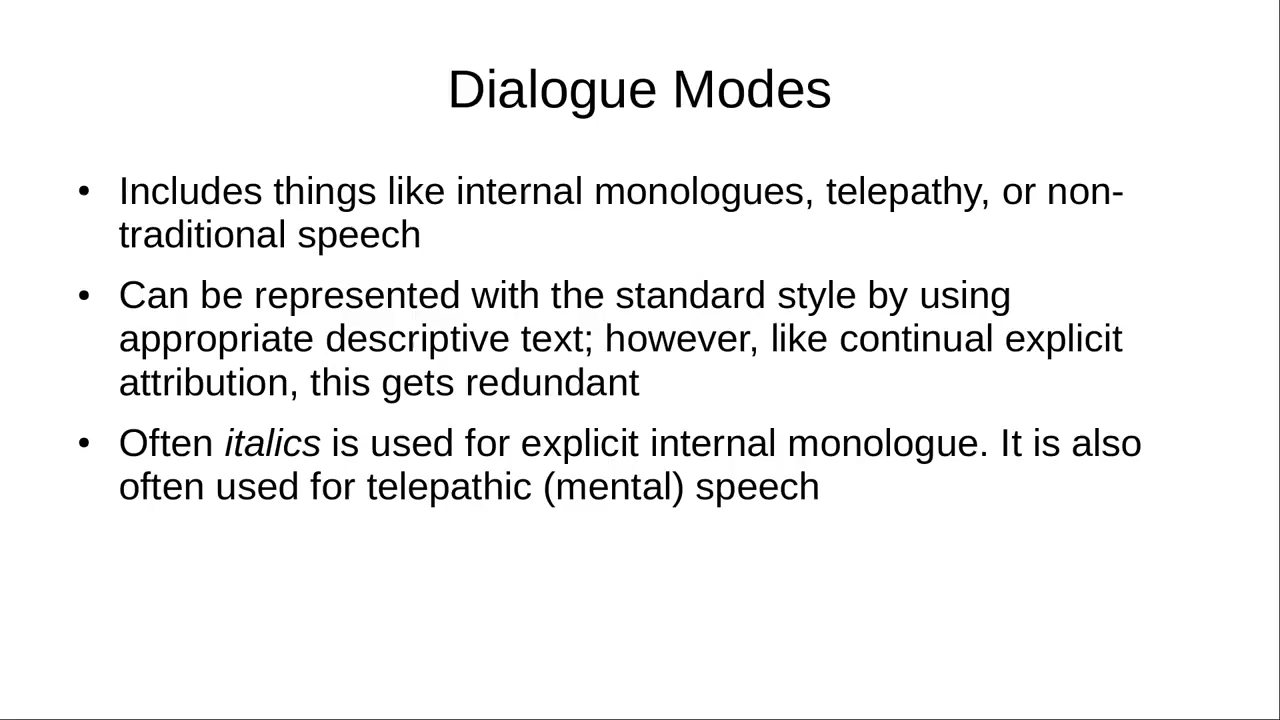 Dialogue Modes
• Includes things like internal monologues, telepathy, or non-
traditional speech
• Can be represented with the standard style by using
appropriate descriptive text; however, like continual explicit
attribution, this gets redundant
• Often italics is used for explicit internal monologue. It is also
often used for telepathic (mental) speech